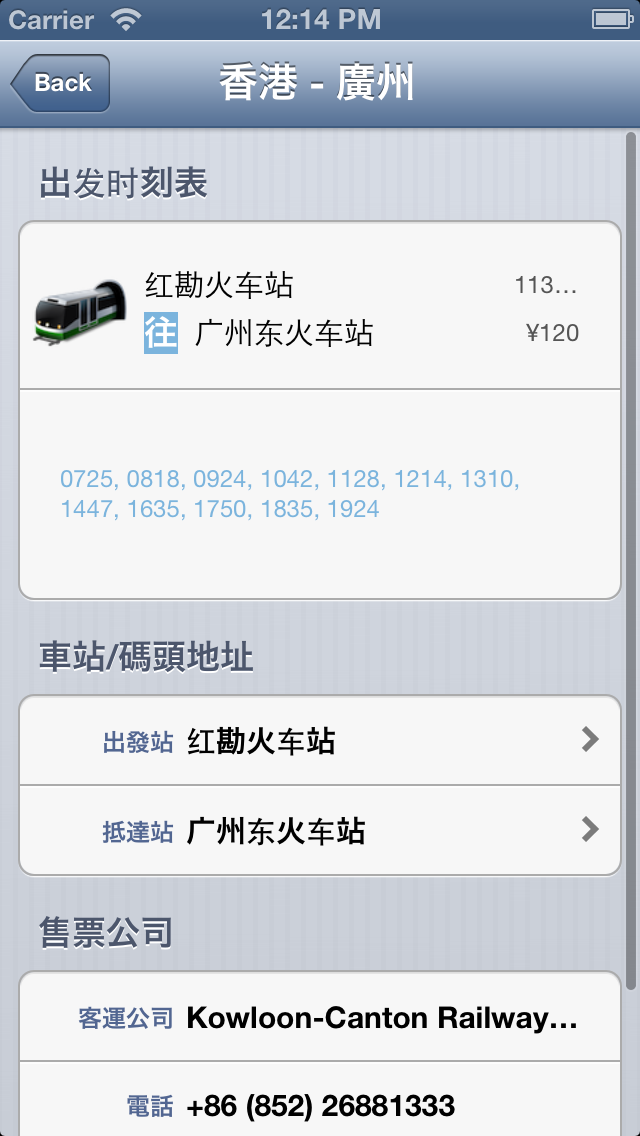 Carrier 12:14 PM
Back 香港 - 廣州
出发时刻表
红勘火车站 113...
往 广州东火车站 ¥120
0725, 0818, 0924, 1042, 1128, 1214, 1310,
1447, 1635, 1750, 1835, 1924
車站/碼頭地址
出發站 红勘火车站
抵達站 广州东火车站
售票公司
客運公司 Kowloon-Canton Railway...
電話 +86 (852) 26881333